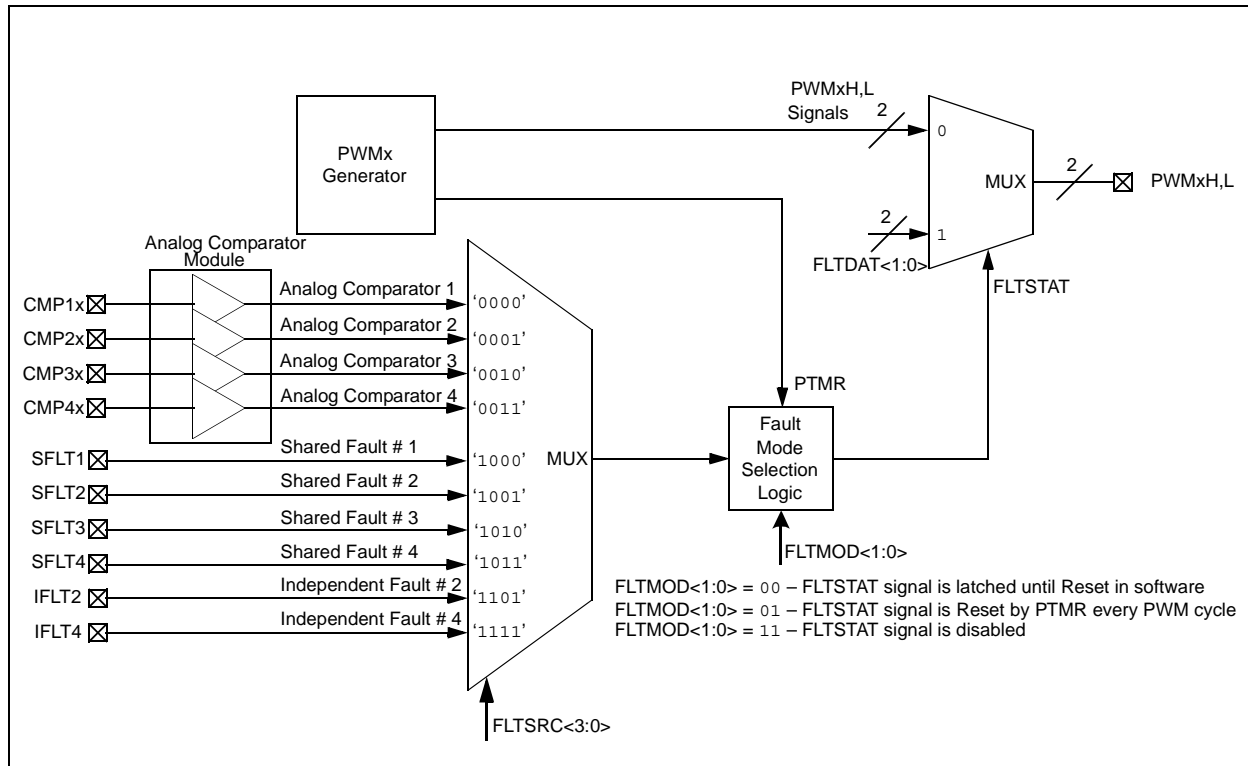 PWMxH,L
Signals
2
0
PWMx
Generator
MUX
2
PWMxH,L
2
1
FLTDAT<1:0>
FLTSTAT
Analog Comparator
Module
CMP1x
Analog Comparator 1
‘0000’
CMP2x
Analog Comparator 2
‘0001’
CMP3x
Analog Comparator 3
‘0010’
CMP4x
Analog Comparator 4
‘0011’
PTMR
Fault
Mode
Selection
Logic
SFLT1
Shared Fault # 1
‘1000’
MUX
SFLT2
Shared Fault # 2
‘1001’
SFLT3
Shared Fault # 3
‘1010’
SFLT4
Shared Fault # 4
‘1011’
IFLT2
Independent Fault # 2
‘1101’
IFLT4
Independent Fault # 4
‘1111’
FLTMOD<1:0>
FLTMOD<1:0> = 00 – FLTSTAT signal is latched until Reset in software
FLTMOD<1:0> = 01 – FLTSTAT signal is Reset by PTMR every PWM cycle
FLTMOD<1:0> = 11 – FLTSTAT signal is disabled
FLTSRC<3:0>